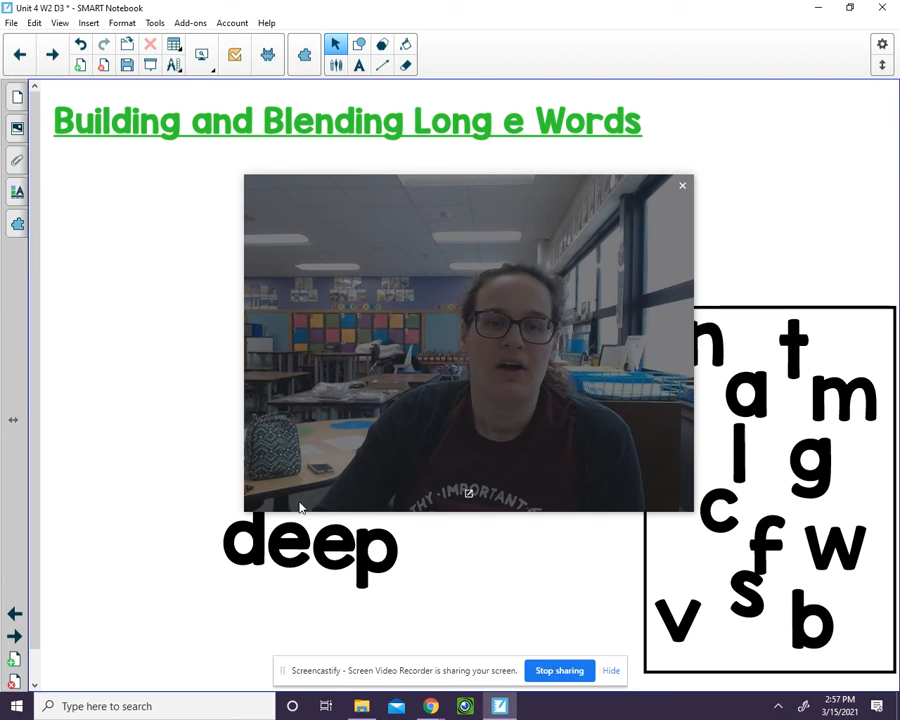 Unit 4 W2 D3 * - SMART Notebook
File Edit View Insert Format Tools Add-ons Account Help
Building and Blending Long e Words
n t
a m
l g
c f w
s
v b
THY · IMPORTANT
deep
Screencastify - Screen Video Recorder is sharing your screen. Stop sharing Hide
Type here to search
2:57 PM
3/15/2021